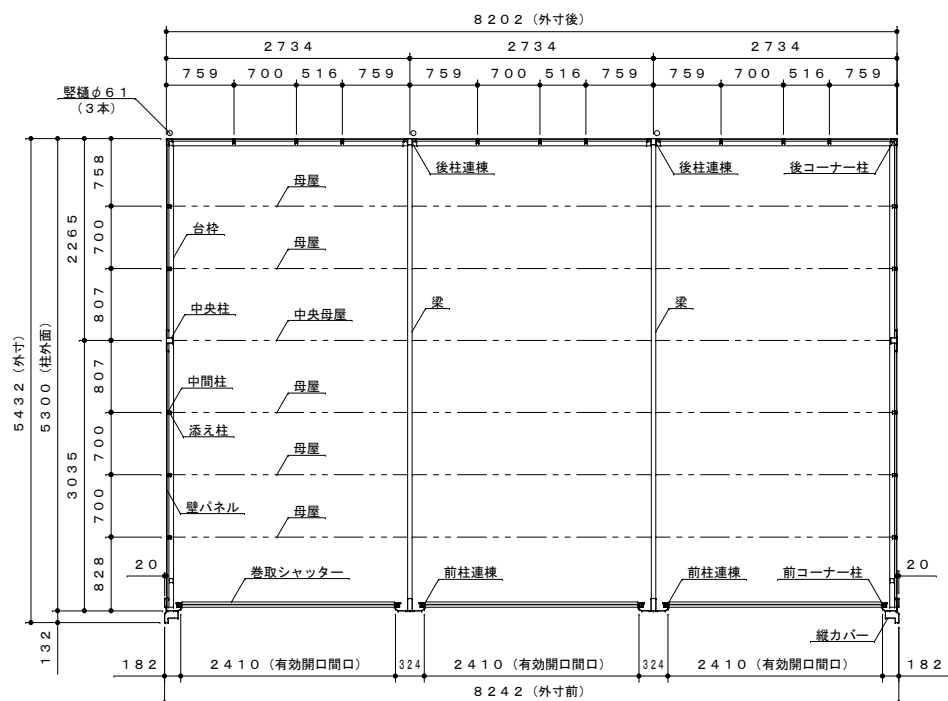 8202（外寸後）
2734 2734 2734
759 700 516 759 759 700 516 759 759 700 516 759
竪樋φ61
（3本）
後柱連棟 後柱連棟 後コーナー柱
758
母屋
台枠
2265
700
母屋
807
中央柱 中央母屋 梁 梁
5432（外寸）
5300（柱外面）
807
中間柱 母屋
添え柱
700
母屋
3035
壁パネル
700
母屋
20 828 巻取シャッター 前柱連棟 前柱連棟 前コーナー柱 20
132
縦カバー
182 2410（有効開口間口） 324 2410（有効開口間口） 324 2410（有効開口間口） 182
8242（外寸前）